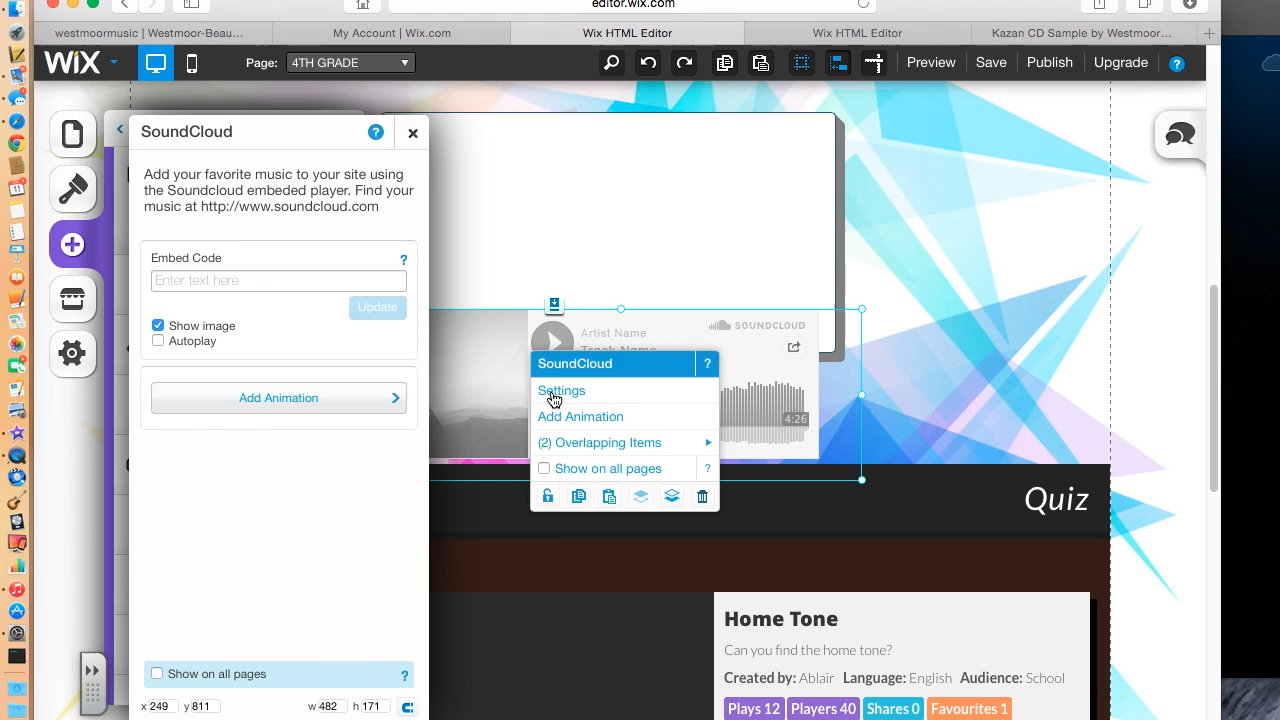 editor.wix.com
westmoormusic | Westmoor-Beau...
My Account | Wix.com
Wix HTML Editor
Wix HTML Editor
Kazan CD Sample by Westmoor...
WiX
Page:
4TH GRADE
Preview
Save
Publish
Upgrade
?
SoundCloud
?
Add your favorite music to your site using
the Soundcloud embeded player. Find your
music at http://www.soundcloud.com
Embed Code
?
Enter text here
Update
Show image
Autoplay
Add Animation
Show on all pages
?
x 249 y 811 w 482 h 171
Artist Name
Track Name
SOUNDCLOUD
4:26
SoundCloud
?
Settings
Add Animation
(2) Overlapping Items
Show on all pages
?
Quiz
Home Tone
Can you find the home tone?
Created by: Ablair Language: English Audience: School
Plays 12 Players 40 Shares 0 Favourites 1